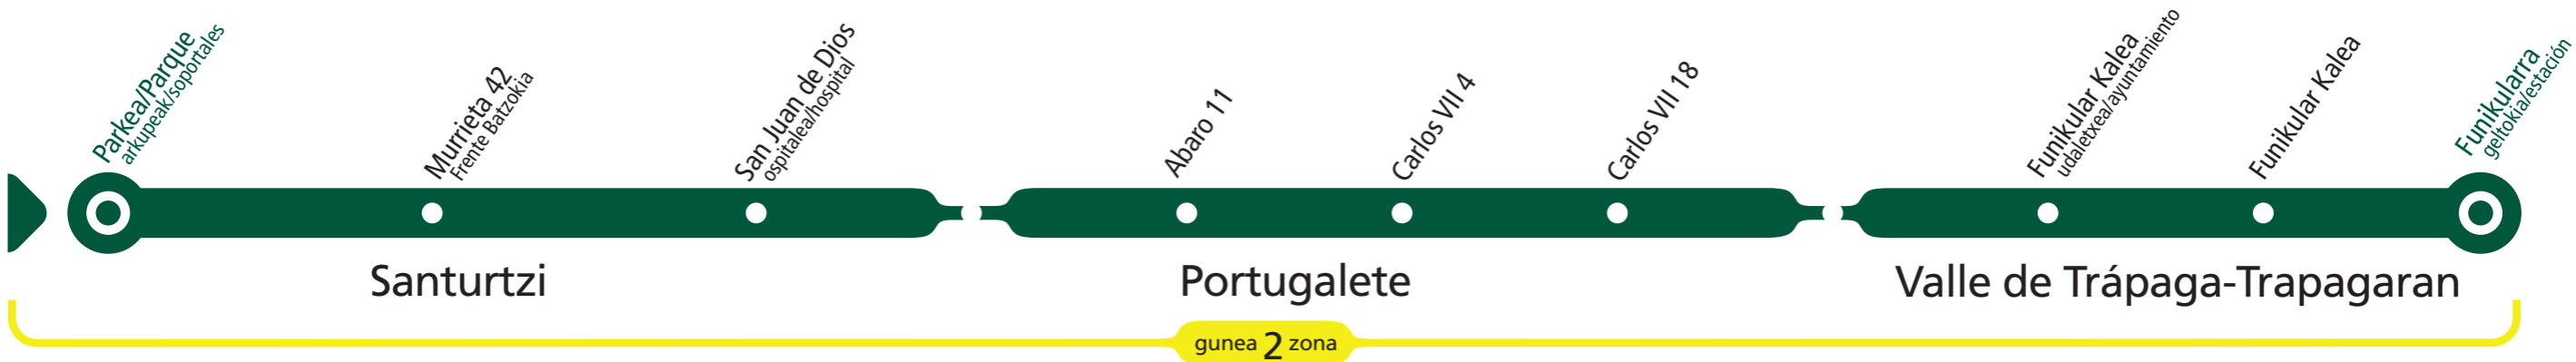 Parkea/Parque
arkupeak/soportales
Murrieta 42
Frente Batzokia
San Juan de Dios
ospitalea/hospital
Abaro 11
Carlos VII 4
Carlos VII 18
Funikular Kalea
udaletxea/ayuntamiento
Funikular Kalea
Funikularra
geltokia/estación
Santurtzi
Portugalete
Valle de Trápaga-Trapagaran
gunea 2 zona